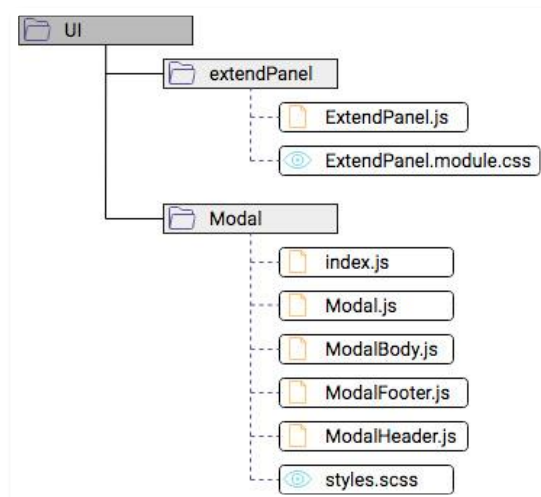 UI
extendPanel
ExtendPanel.js
ExtendPanel.module.css
Modal
index.js
Modal.js
ModalBody.js
ModalFooter.js
ModalHeader.js
styles.scss